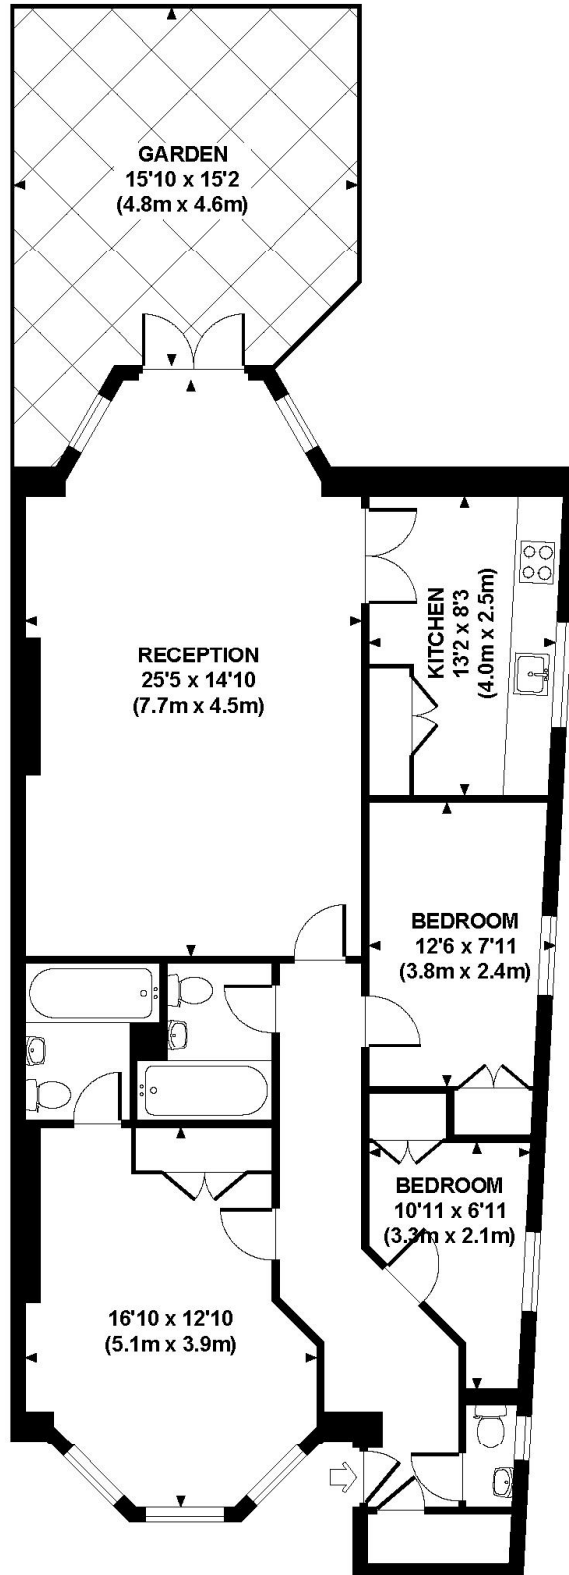 GARDEN
15'10 x 15'2
(4.8m x 4.6m)
RECEPTION
25'5 x 14'10
(7.7m x 4.5m)
KITCHEN
13'2 x 8'3
(4.0m x 2.5m)
BEDROOM
12'6 x 7'11
(3.8m x 2.4m)
BEDROOM
10'11 x 6'11
(3.3m x 2.1m)
16'10 x 12'10
(5.1m x 3.9m)